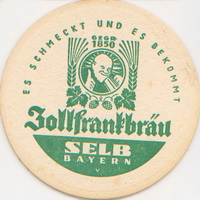 ES SCHMECKT UND ES BEKOMMT
GEGR
1850
Zollfrankbräu
SELB
BAYERN
V